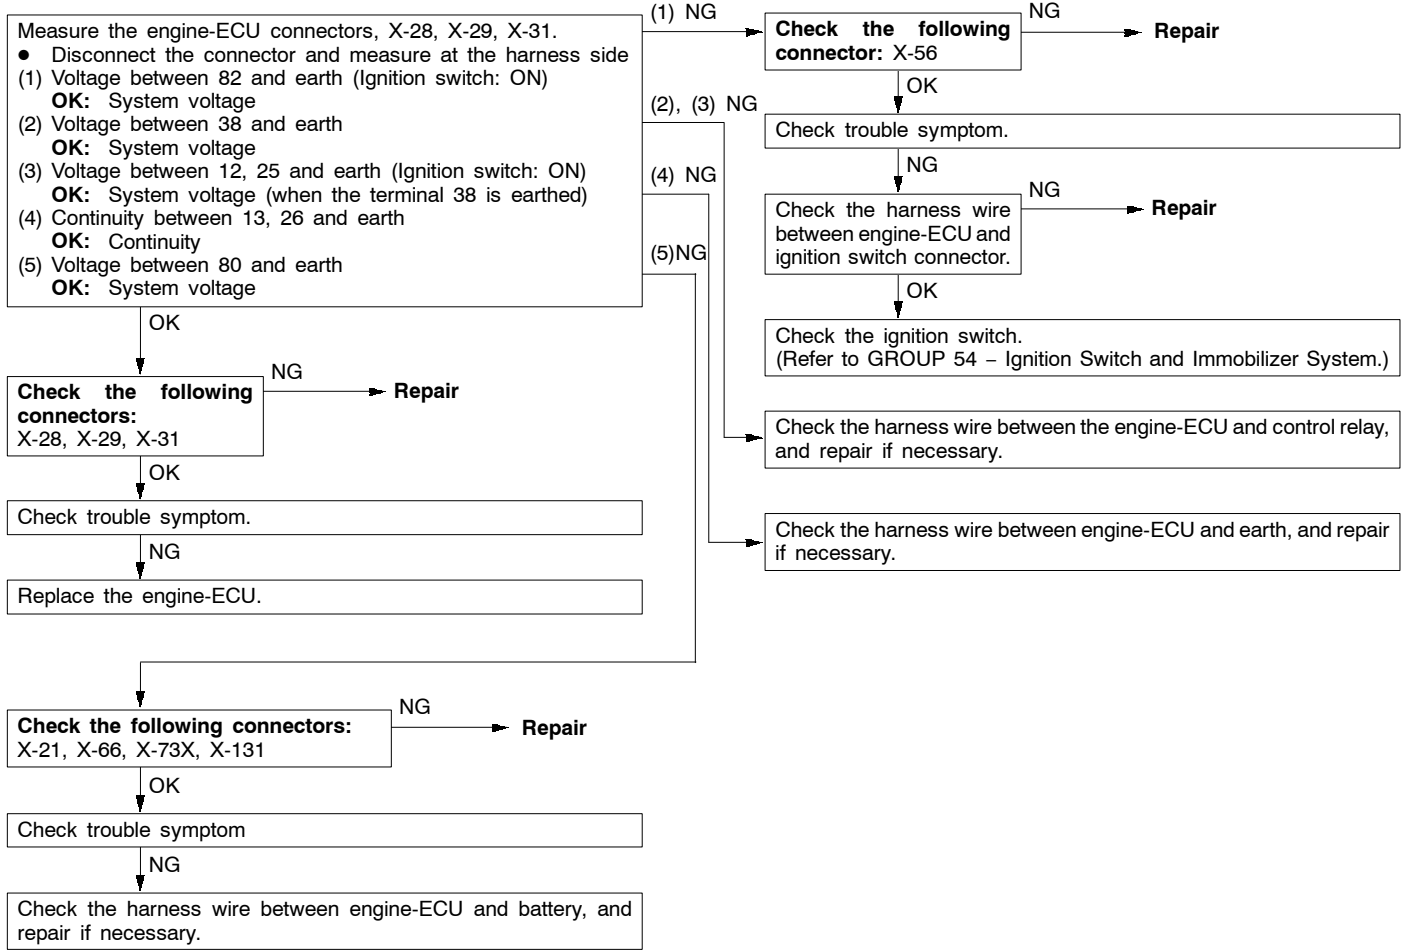 Measure the engine-ECU connectors, X-28, X-29, X-31.
● Disconnect the connector and measure at the harness side
(1) Voltage between 82 and earth (Ignition switch: ON)
OK: System voltage
(2) Voltage between 38 and earth
OK: System voltage
(3) Voltage between 12, 25 and earth (Ignition switch: ON)
OK: System voltage (when the terminal 38 is earthed)
(4) Continuity between 13, 26 and earth
OK: Continuity
(5) Voltage between 80 and earth
OK: System voltage
(1) NG
(2), (3) NG
(4) NG
(5)NG
Check the following
connector: X-56
NG
Repair
OK
Check trouble symptom.
NG
Check the harness wire
between engine-ECU and
ignition switch connector.
NG
Repair
OK
Check the ignition switch.
(Refer to GROUP 54 – Ignition Switch and Immobilizer System.)
Check the harness wire between the engine-ECU and control relay,
and repair if necessary.
Check the harness wire between engine-ECU and earth, and repair
if necessary.
OK
Check the following
connectors:
X-28, X-29, X-31
NG
Repair
OK
Check trouble symptom.
NG
Replace the engine-ECU.
Check the following connectors:
X-21, X-66, X-73X, X-131
NG
Repair
OK
Check trouble symptom
NG
Check the harness wire between engine-ECU and battery, and
repair if necessary.